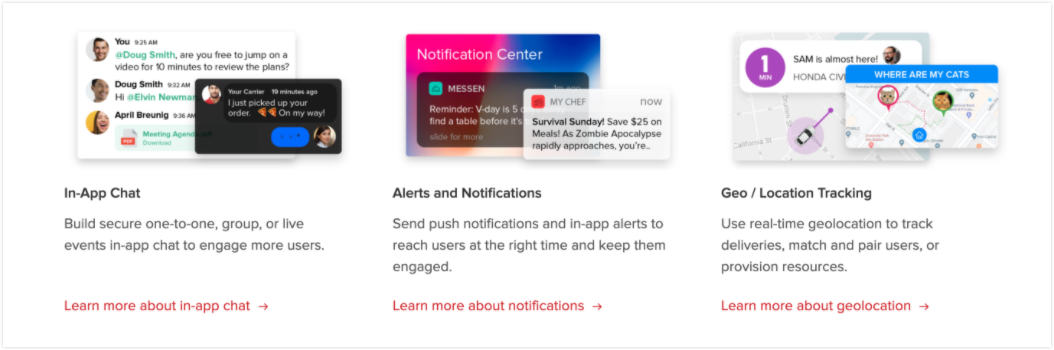 You 9:25 AM
@Doug Smith, are you free to jump on a
video for 10 minutes to review the plans?
Doug Smith 9:32 AM
Hi @Elvin Newman
April Breunig 9:36 AM
Meeting Agenda
PDF
Download
Your Carrier 19 minutes ago
I just picked up your
order. 🍕🍕 On my way!
Notification Center
MESSEN
1m ago
Reminder: V-day is 5
find a table before it's
slide for more
MY CHEF now
Survival Sunday! Save $25 on
Meals! As Zombie Apocalypse
rapidly approaches, you're..
1
MIN
SAM is almost here!
HONDA CIVI
WHERE ARE MY CATS
California St
In-App Chat
Build secure one-to-one, group, or live
events in-app chat to engage more users.
Learn more about in-app chat →
Alerts and Notifications
Send push notifications and in-app alerts to
reach users at the right time and keep them
engaged.
Learn more about notifications →
Geo / Location Tracking
Use real-time geolocation to track
deliveries, match and pair users, or
provision resources.
Learn more about geolocation →